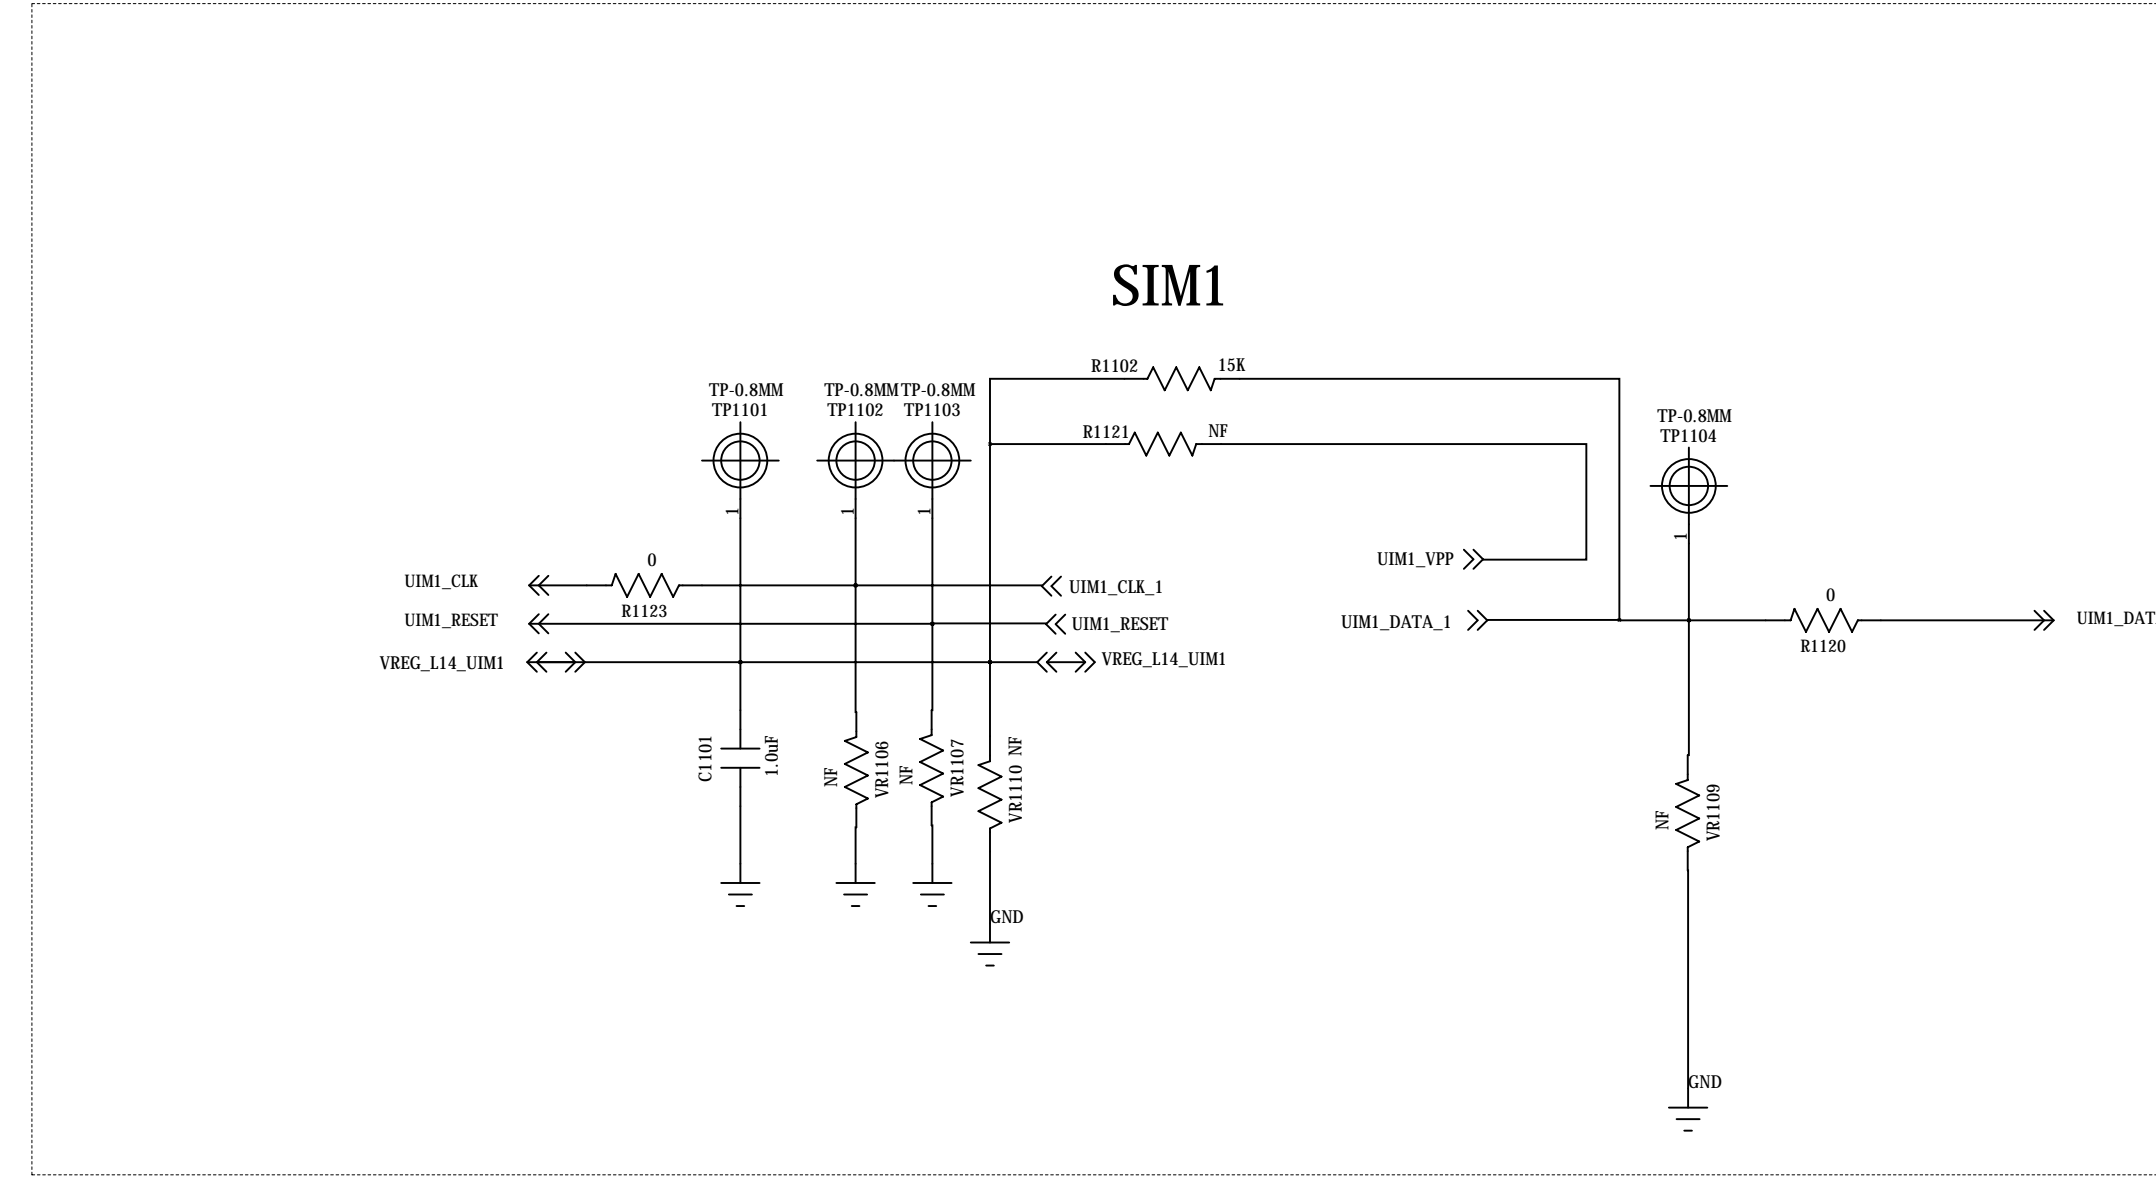 SIM1
R1102
15K
TP-0.8MM
TP1101
TP-0.8MM
TP1102
TP-0.8MM
TP1103
TP-0.8MM
TP1104
R1121
NF
1
1
1
1
UIM1_VPP
0
UIM1_CLK
R1123
UIM1_CLK_1
UIM1_RESET
UIM1_RESET
UIM1_DATA_1
0
R1120
UIM1_DAT
VREG_L14_UIM1
VREG_L14_UIM1
C1101
1.0uF
NF
VR1106
NF
VR1107
VR1110 NF
NF
VR1109
GND
GND